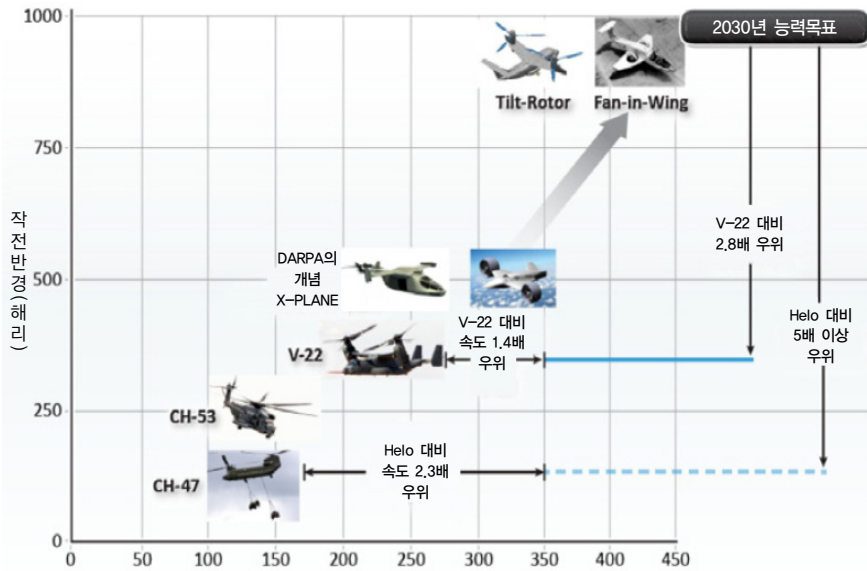 1000
750
500
250
0
0
50
100
150
200
250
300
350
400
450
작전반경(해리)
2030년 능력목표
Tilt-Rotor
Fan-in-Wing
V-22 대비
2.8배 우위
DARPA의
개념
X-PLANE
V-22 대비
속도 1.4배
우위
Helo 대비
5배 이상
우위
V-22
CH-53
Helo 대비
속도 2.3배
우위
CH-47